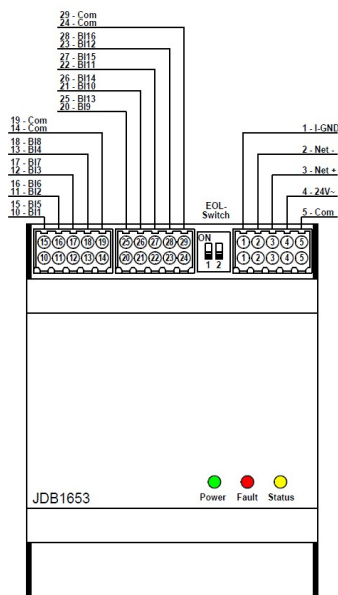 29 - Com
24 - Com
28 - BI16
23 - BI12
27 - BI15
22 - BI11
26 - BI14
21 - BI10
25 - BI13
20 - BI9
19 - Com
14 - Com
18 - BI8
13 - BI4
17 - BI7
12 - BI3
16 - BI6
11 - BI2
15 - BI5
10 - BI1
1 - I-GND
2 - Net -
3 - Net +
4 - 24V~
5 - Com
EOL-
Switch
15 16 17 18 19
10 11 12 13 14
25 26 27 28 29
20 21 22 23 24
ON
1 2
1 2 3 4 5
1 2 3 4 5
JDB1653
Power Fault Status